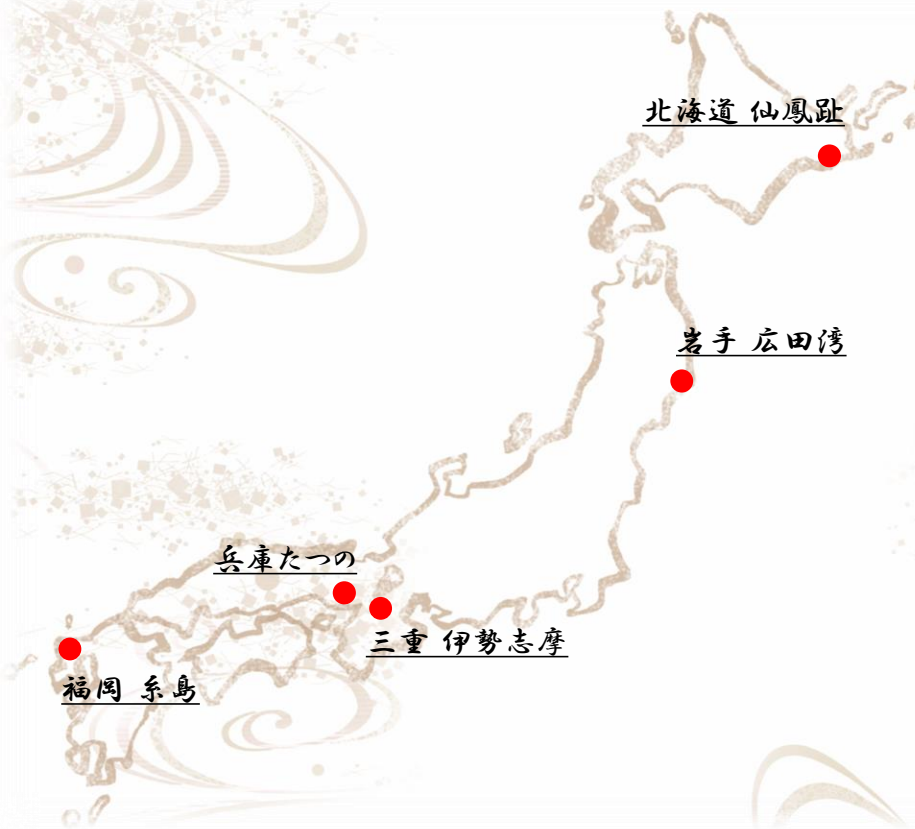 北海道 仙鳳趾
岩手 広田湾
兵庫たつの
三重 伊勢志摩
福岡 糸島